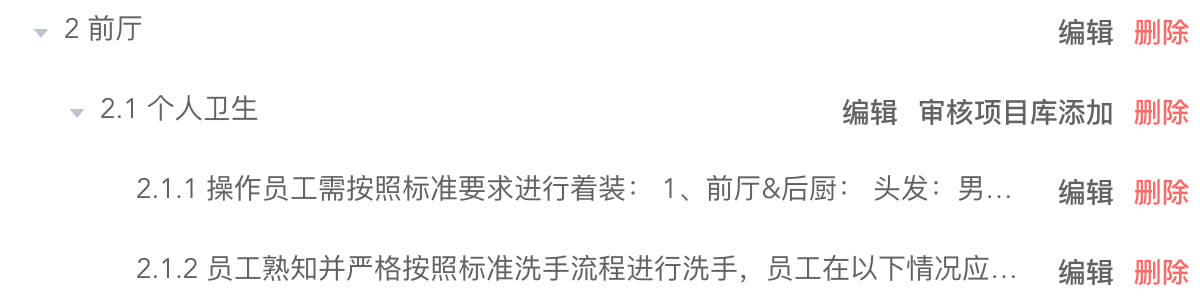 2 前厅 编辑 删除
2.1 个人卫生 编辑 审核项目库添加 删除
2.1.1 操作员工需按照标准要求进行着装： 1、前厅&后厨： 头发：男... 编辑 删除
2.1.2 员工熟知并严格按照标准洗手流程进行洗手，员工在以下情况应... 编辑 删除